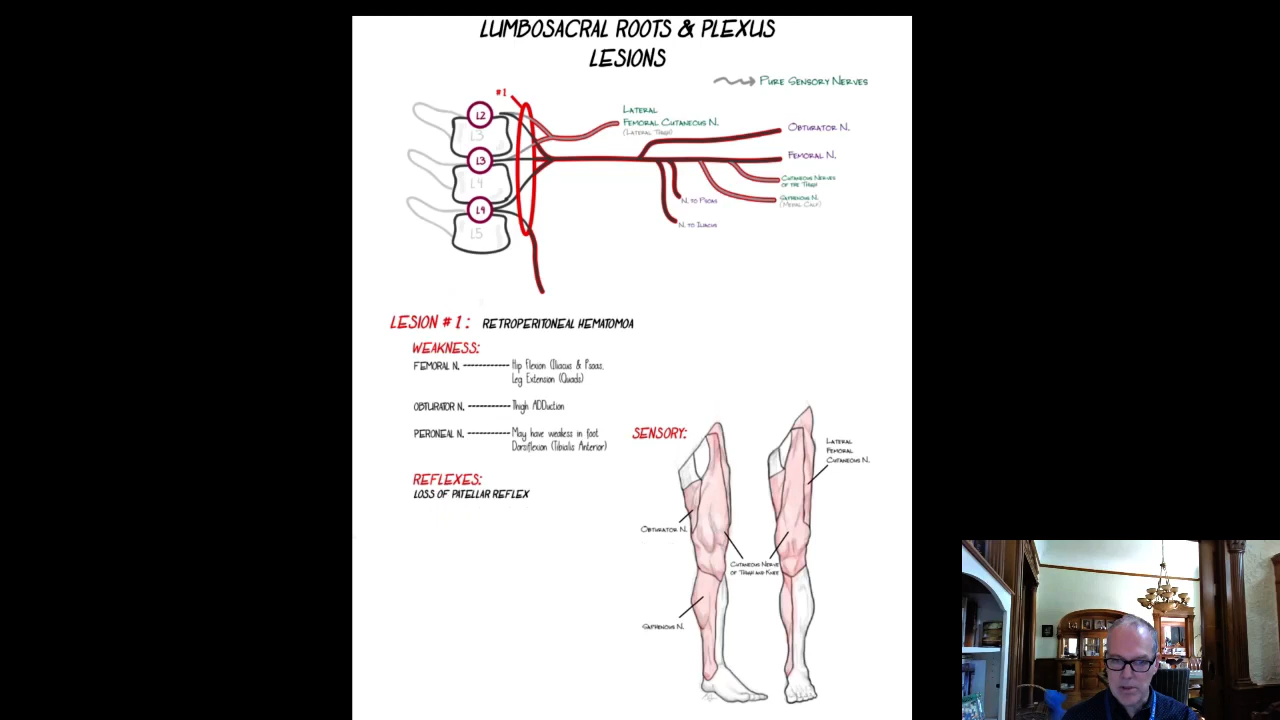 LUMBOSACRAL ROOTS & PLEXUS
LESIONS
PURE SENSORY NERVES
#1
L2
L3
L3
L4
L4
L5
LATERAL
FEMORAL CUTANEOUS N.
(LATERAL THIGH)
OBTURATOR N.
FEMORAL N.
CUTANEOUS NERVES
OF THE THIGH
SAPHENOUS N.
(MEDIAL CALF)
N. TO PSOAS
N. TO ILIACUS
LESION # 1 : RETROPERITONEAL HEMATOMOA
WEAKNESS:
FEMORAL N. ------------ Hip Flexion (Iliacus & Psoas,
Leg Extension (Quads)
OBTURATOR N. ----------- Thigh ADDuction
PERONEAL N. ----------- May have weakess in foot
Dorsiflexion (Tibialis Anterior)
REFLEXES:
LOSS OF PATELLAR REFLEX
SENSORY:
LATERAL
FEMORAL
CUTANEOUS N.
OBTURATOR N.
CUTANEOUS NERVE
OF THIGH AND KNEE
SAPHENOUS N.